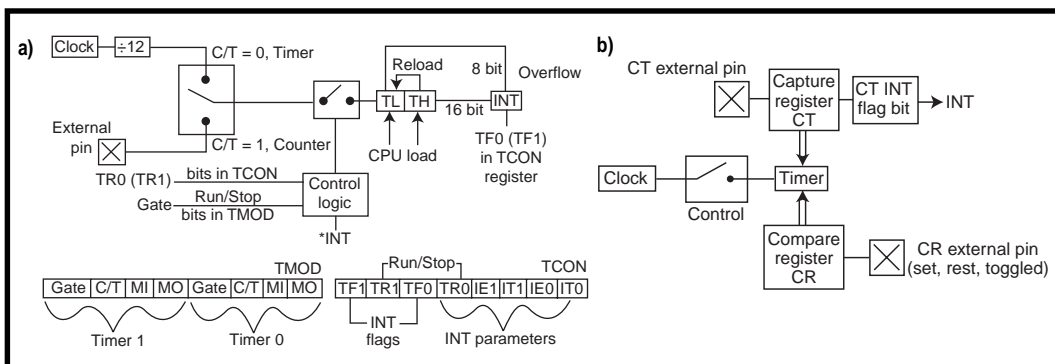 a)
Clock
÷12
C/T = 0, Timer
External
pin
C/T = 1, Counter
Reload
TL
TH
8 bit
16 bit
Overflow
INT
CPU load
TF0 (TF1)
in TCON
register
TR0 (TR1)
bits in TCON
Gate
Run/Stop
bits in TMOD
Control
logic
*INT
TMOD
Gate C/T MI MO Gate C/T MI MO
Timer 1
Timer 0
Run/Stop
TCON
TF1 TR1 TF0 TR0 IE1 IT1 IE0 IT0
INT
flags
INT parameters
b)
CT external pin
Capture
register
CT
CT INT
flag bit
INT
Clock
Control
Timer
Compare
register
CR
CR external pin
(set, rest, toggled)